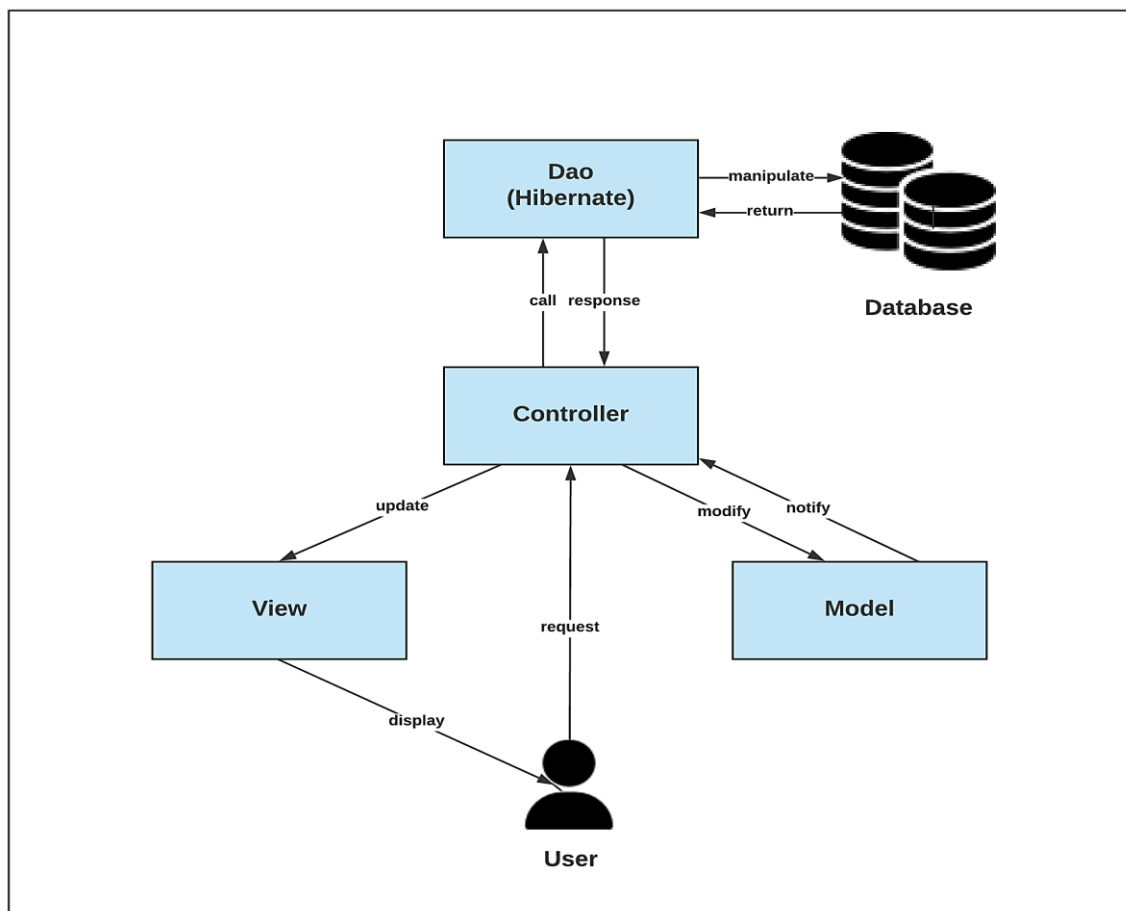 Dao
(Hibernate)
manipulate
return
Database
call
response
Controller
update
modify
notify
View
request
Model
display
User